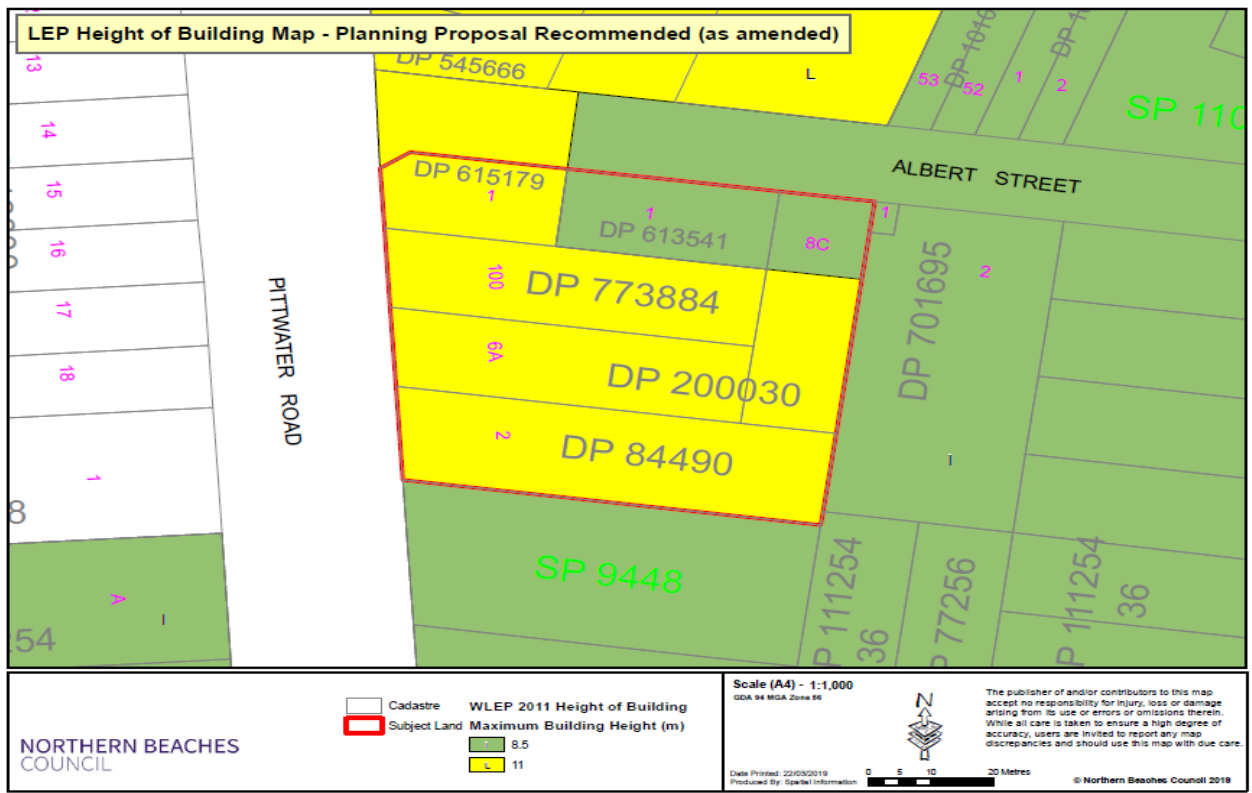 LEP Height of Building Map - Planning Proposal Recommended (as amended)
13
DP 545666
L
53
52
1
2
SP 110
14
15
16
17
18
1
8
A
I
254
PITTWATER ROAD
ALBERT STREET
DP 615179
1
1
DP 613541
8C
1
100
DP 773884
6A
DP 200030
2
DP 84490
DP 701695
2
I
SP 9448
P 111254
36
P 77256
P 111254
36
NORTHERN BEACHES
COUNCIL
Cadastre
Subject Land
WLEP 2011 Height of Building
Maximum Building Height (m)
I 8.5
L 11
Scale (A4) - 1:1,000
GDA 94 MGA Zone 56
N
Date Printed: 22/03/2019
Produced By: Spatial Information
0 5 10 20 Metres
The publisher of and/or contributors to this map
accept no responsibility for injury, loss or damage
arising from its use or errors or omissions therein.
While all care is taken to ensure a high degree of
accuracy, users are invited to report any map
discrepancies and should use this map with due care.
© Northern Beaches Council 2019